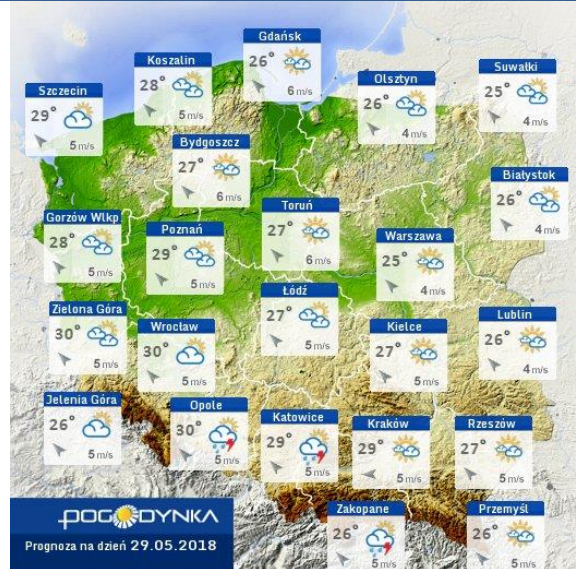 Gdańsk
26°
6 m/s
Koszalin
28°
5 m/s
Suwałki
25°
4 m/s
Olsztyn
26°
4 m/s
Szczecin
29°
5 m/s
Bydgoszcz
27°
6 m/s
Białystok
26°
4 m/s
Toruń
27°
6 m/s
Gorzów Wlkp
28°
5 m/s
Poznań
29°
5 m/s
Warszawa
25°
4 m/s
Łódź
27°
5 m/s
Zielona Góra
30°
5 m/s
Wrocław
30°
5 m/s
Kielce
27°
5 m/s
Lublin
26°
4 m/s
Jelenia Góra
26°
5 m/s
Opole
30°
5 m/s
Katowice
29°
5 m/s
Kraków
29°
5 m/s
Rzeszów
27°
5 m/s
Zakopane
26°
5 m/s
Przemyśl
26°
5 m/s
POGODYNKA
Prognoza na dzień 29.05.2018